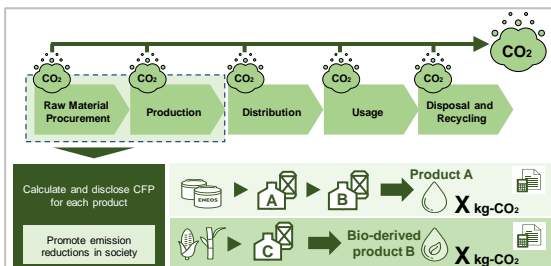 CO₂
CO₂ CO₂ CO₂ CO₂ CO₂
Raw Material
Procurement
Production
Distribution
Usage
Disposal and
Recycling
Calculate and disclose CFP
for each product
Promote emission
reductions in society
ENEOS
A
B
Product A
X kg-CO₂
C
Bio-derived
product B
X kg-CO₂